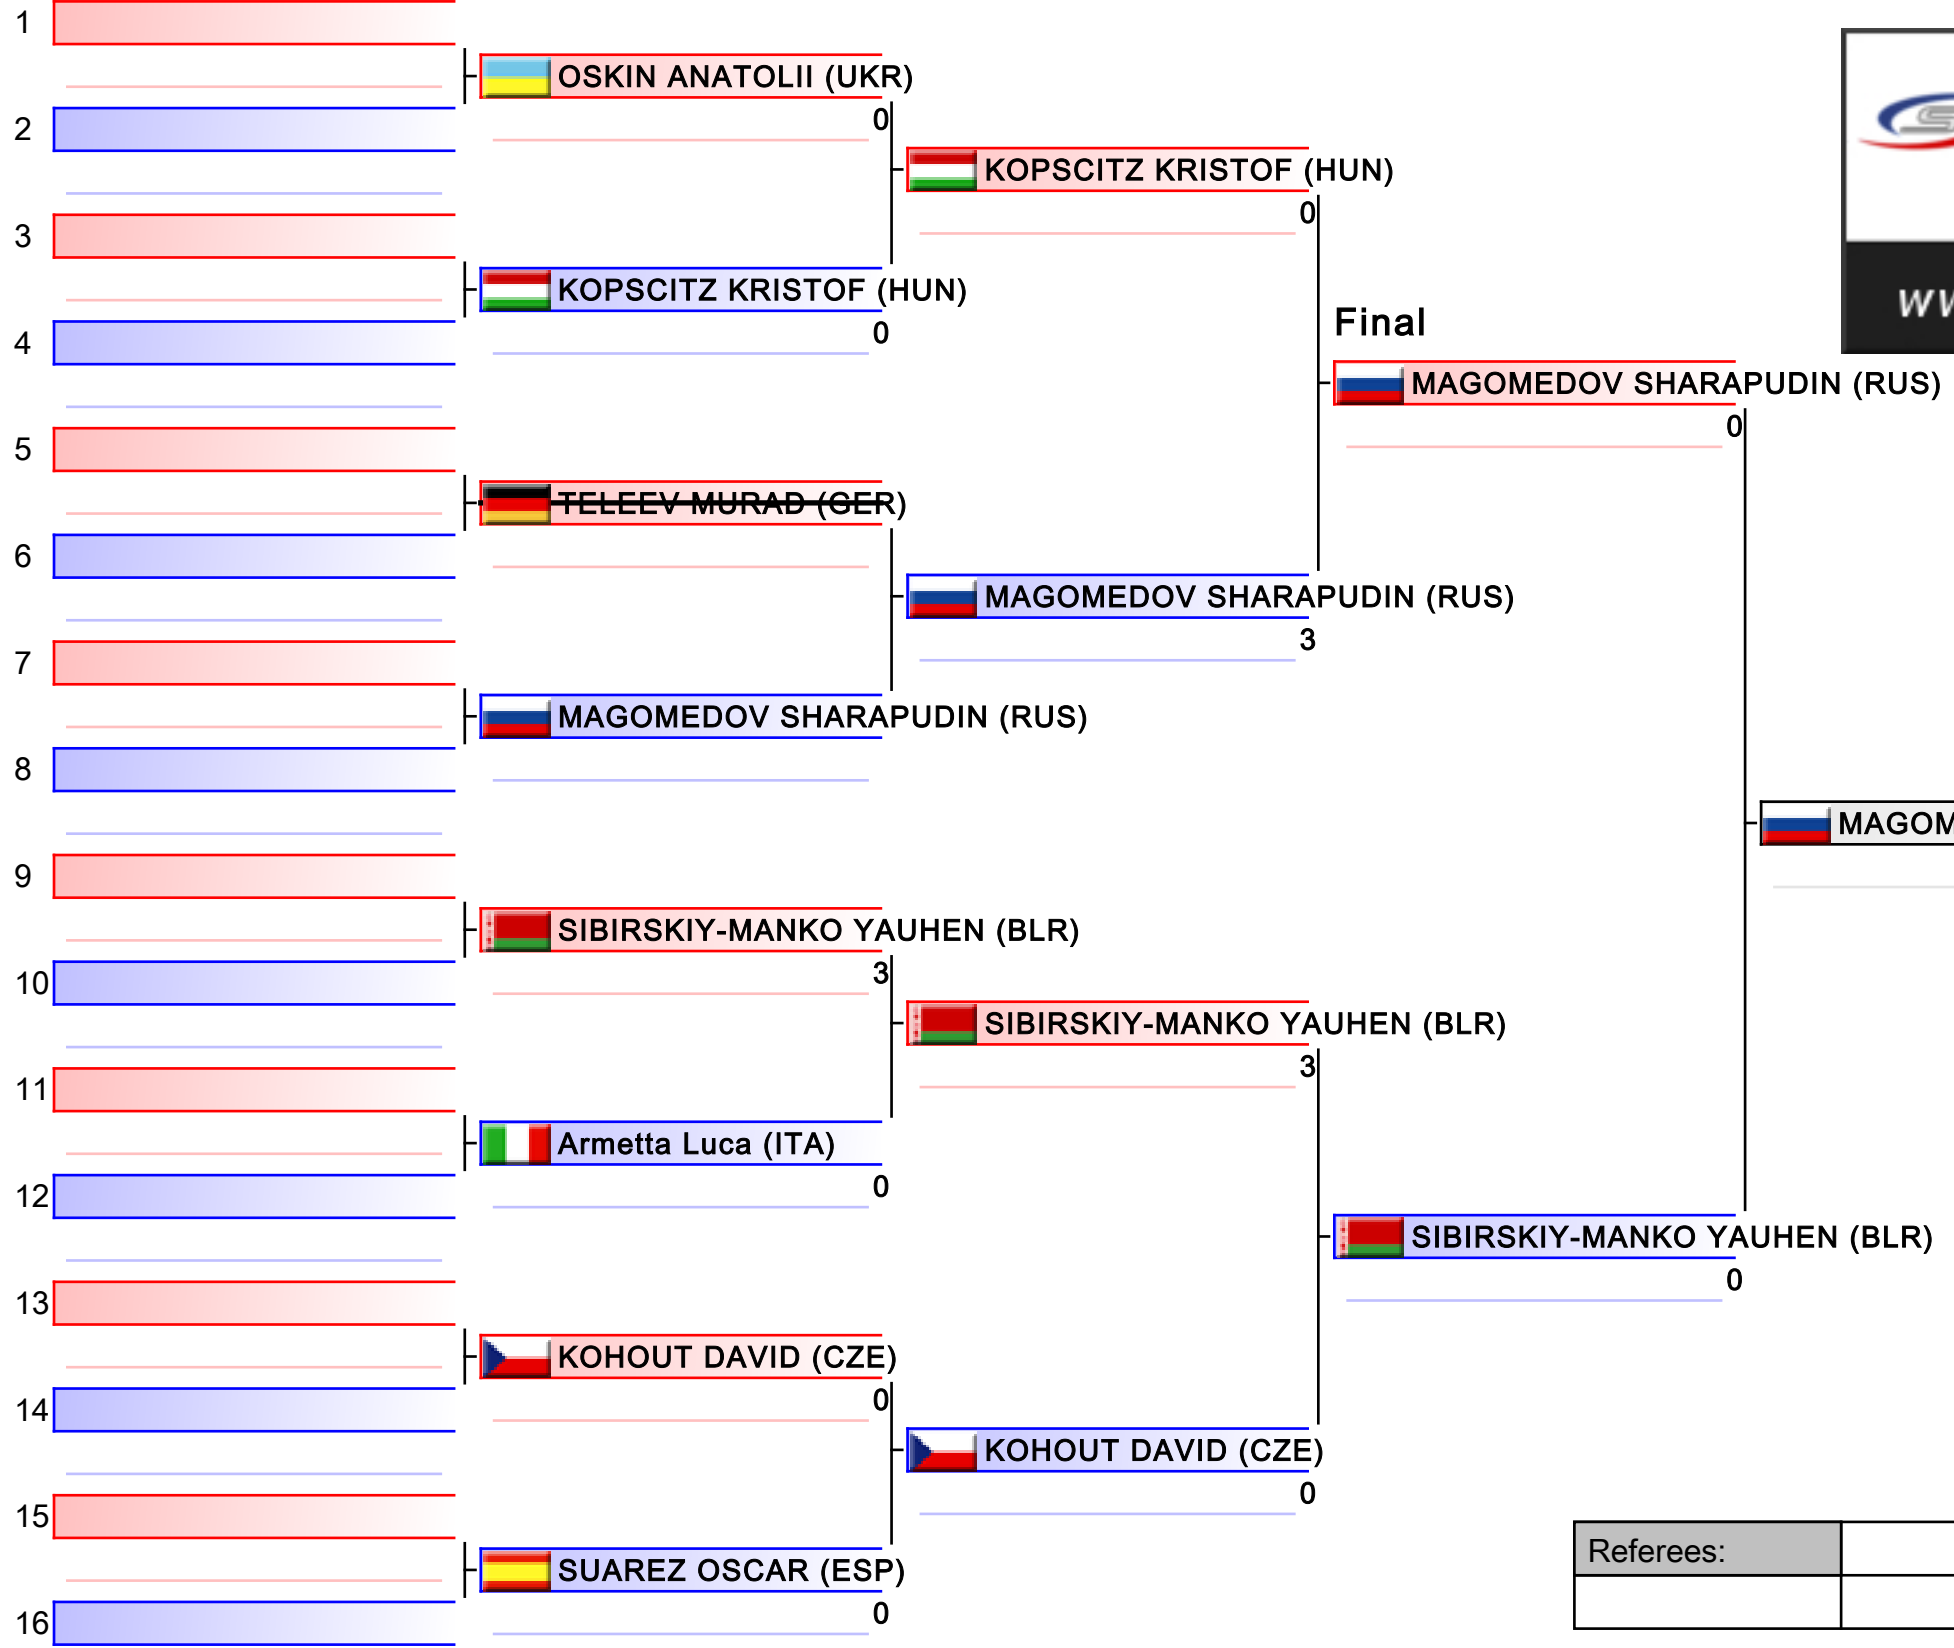 1
OSKIN ANATOLII (UKR)
0
2
KOPSCITZ KRISTOF (HUN)
0
3
KOPSCITZ KRISTOF (HUN)
0
4
Final
MAGOMEDOV SHARAPUDIN (RUS)
0
5
TELEEV MURAD (GER)
6
MAGOMEDOV SHARAPUDIN (RUS)
3
7
MAGOMEDOV SHARAPUDIN (RUS)
8
MAGOM
9
SIBIRSKIY-MANKO YAUHEN (BLR)
3
10
SIBIRSKIY-MANKO YAUHEN (BLR)
3
11
Armetta Luca (ITA)
0
12
SIBIRSKIY-MANKO YAUHEN (BLR)
0
13
KOHOUT DAVID (CZE)
0
14
KOHOUT DAVID (CZE)
0
15
SUAREZ OSCAR (ESP)
0
16
Referees: